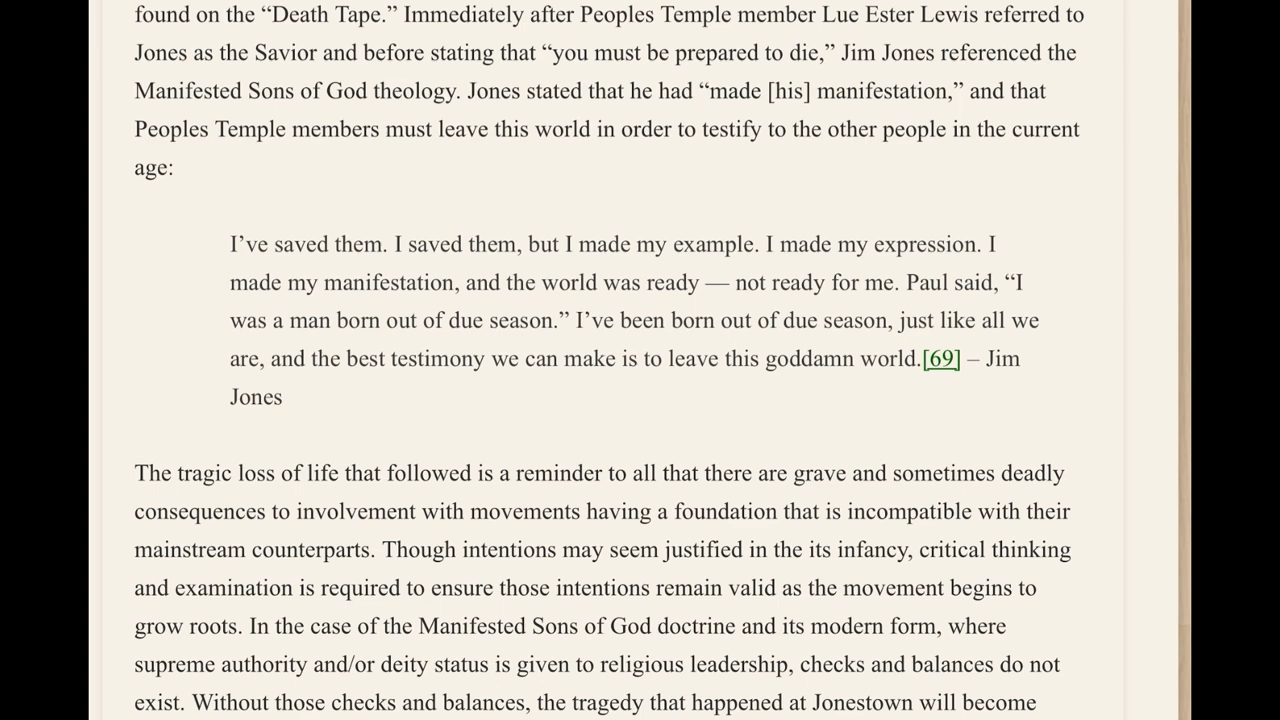 found on the “Death Tape.” Immediately after Peoples Temple member Lue Ester Lewis referred to
Jones as the Savior and before stating that “you must be prepared to die,” Jim Jones referenced the
Manifested Sons of God theology. Jones stated that he had “made [his] manifestation,” and that
Peoples Temple members must leave this world in order to testify to the other people in the current
age:
I’ve saved them. I saved them, but I made my example. I made my expression. I
made my manifestation, and the world was ready — not ready for me. Paul said, “I
was a man born out of due season.” I’ve been born out of due season, just like all we
are, and the best testimony we can make is to leave this goddamn world.[69] – Jim
Jones
The tragic loss of life that followed is a reminder to all that there are grave and sometimes deadly
consequences to involvement with movements having a foundation that is incompatible with their
mainstream counterparts. Though intentions may seem justified in the its infancy, critical thinking
and examination is required to ensure those intentions remain valid as the movement begins to
grow roots. In the case of the Manifested Sons of God doctrine and its modern form, where
supreme authority and/or deity status is given to religious leadership, checks and balances do not
exist. Without those checks and balances, the tragedy that happened at Jonestown will become